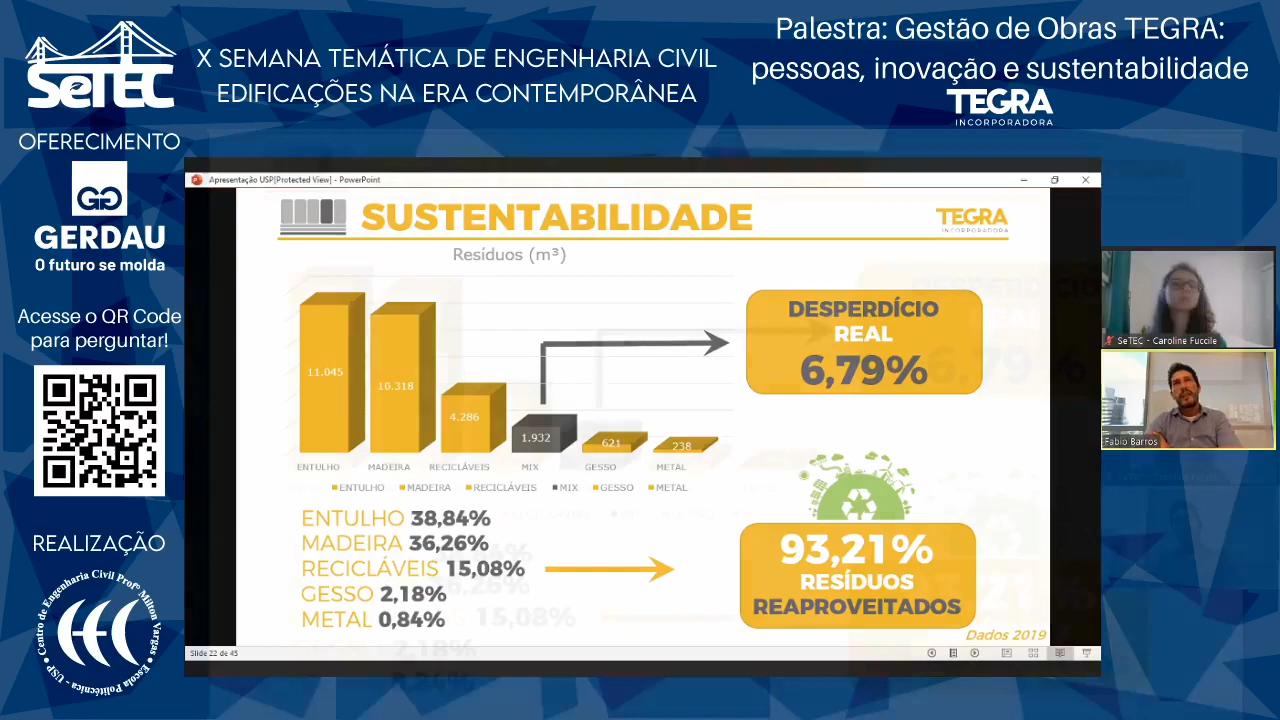 SeTEC
X SEMANA TEMÁTICA DE ENGENHARIA CIVIL
EDIFICAÇÕES NA ERA CONTEMPORÂNEA
Palestra: Gestão de Obras TEGRA:
pessoas, inovação e sustentabilidade
TEGRA
INCORPORADORA
OFERECIMENTO
GERDAU
O futuro se molda
Acesse o QR Code
para perguntar!
REALIZAÇÃO
Centro de Engenharia Civil Profº Milton Vargas • Escola Politécnica - USP •
Apresentação USP[Protected View] - PowerPoint
SUSTENTABILIDADE
TEGRA
INCORPORADORA
Resíduos (m³)
11.045
10.318
4.286
1.932
621
238
ENTULHO MADEIRA RECICLÁVEIS MIX GESSO METAL
ENTULHO MADEIRA RECICLÁVEIS MIX GESSO METAL
DESPERDÍCIO
REAL
6,79%
ENTULHO 38,84%
MADEIRA 36,26%
RECICLÁVEIS 15,08%
GESSO 2,18%
METAL 0,84%
93,21%
RESÍDUOS
REAPROVEITADOS
Dados 2019
Slide 22 de 45
SeTEC - Caroline Fuccile
Fabio Barros